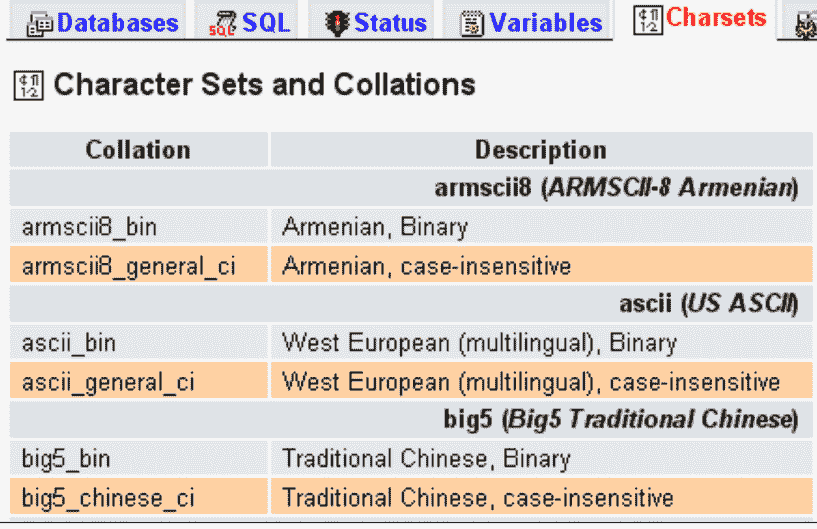 Databases SQL Status Variables Charsets
Character Sets and Collations
Collation Description
armscii8 (ARMSCII-8 Armenian)
armscii8_bin Armenian, Binary
armscii8_general_ci Armenian, case-insensitive
ascii (US ASCII)
ascii_bin West European (multilingual), Binary
ascii_general_ci West European (multilingual), case-insensitive
big5 (Big5 Traditional Chinese)
big5_bin Traditional Chinese, Binary
big5_chinese_ci Traditional Chinese, case-insensitive